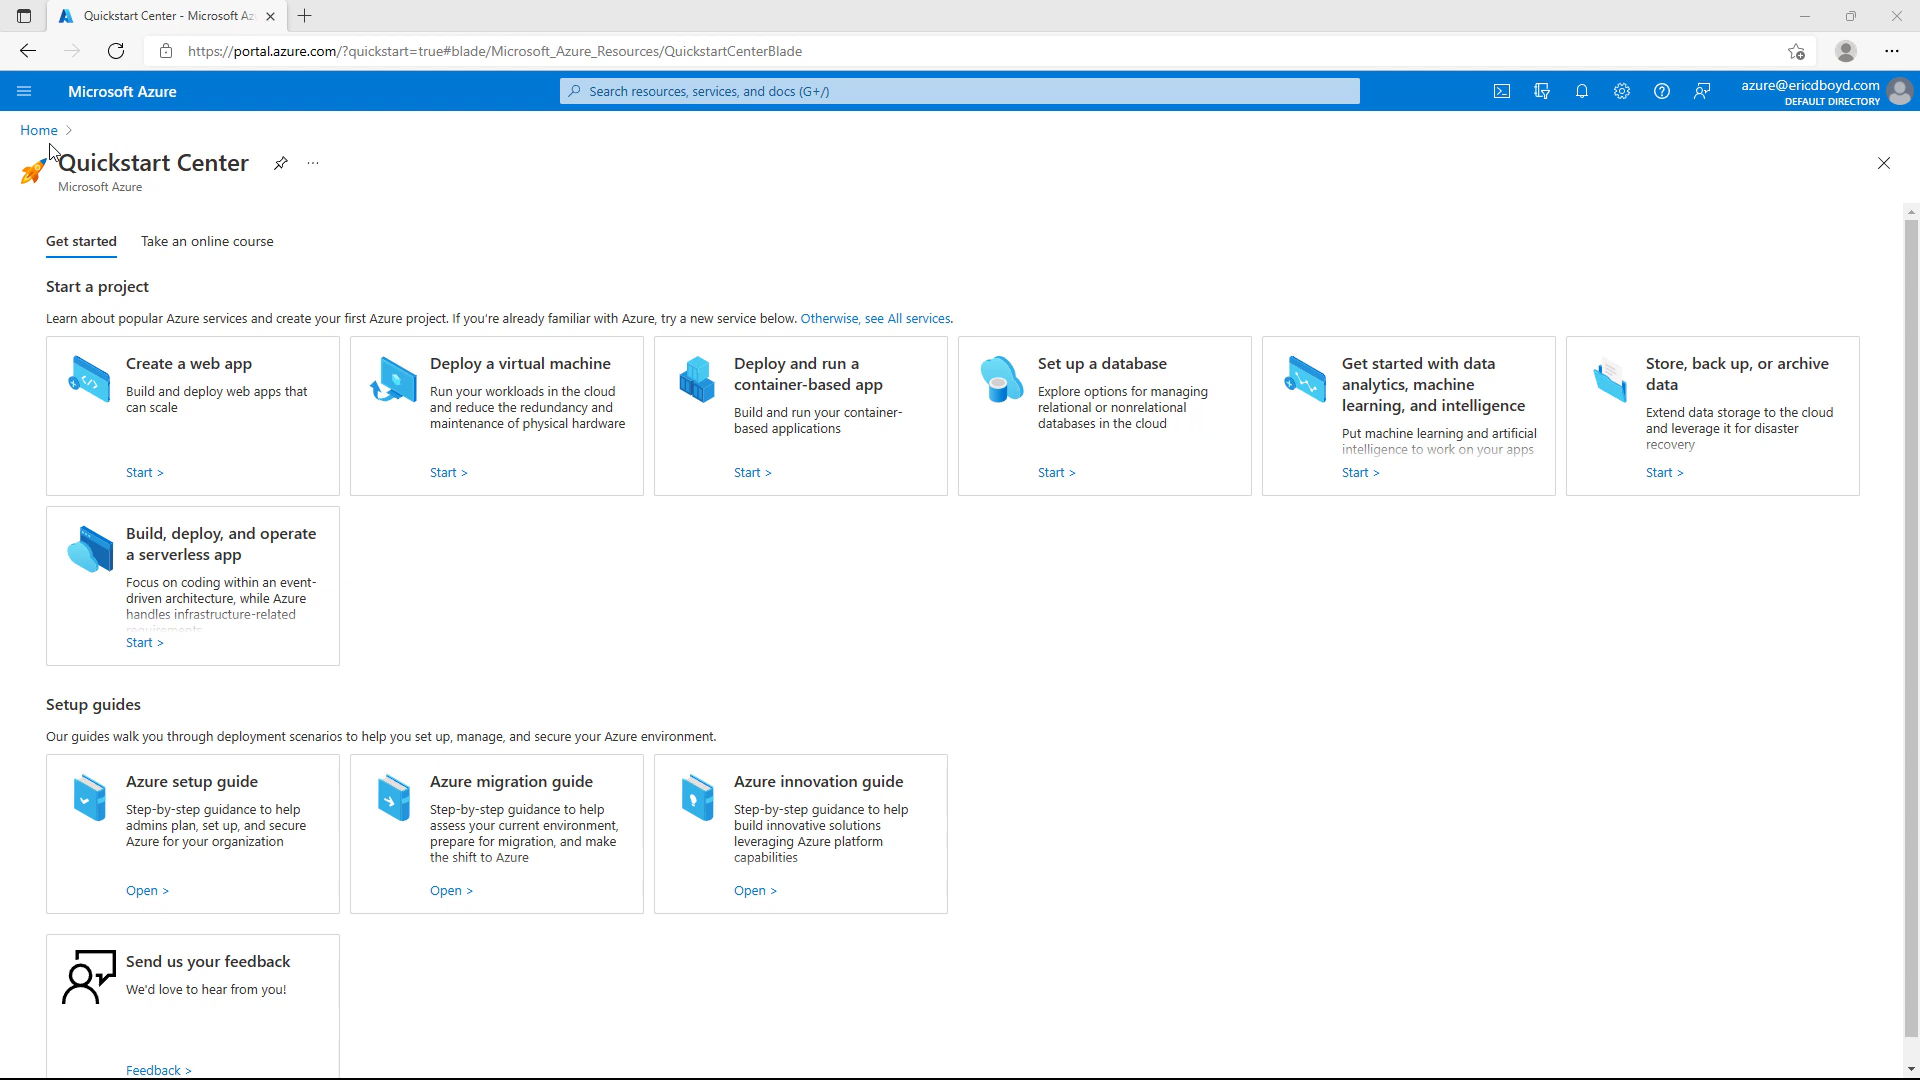 Quickstart Center - Microsoft Az
https://portal.azure.com/?quickstart=true#blade/Microsoft_Azure_Resources/QuickstartCenterBlade
Microsoft Azure
Search resources, services, and docs (G+/)
azure@ericdboyd.com
DEFAULT DIRECTORY
Home >
Quickstart Center
Microsoft Azure
Get started
Take an online course
Start a project
Learn about popular Azure services and create your first Azure project. If you're already familiar with Azure, try a new service below. Otherwise, see All services.
Create a web app
Build and deploy web apps that
can scale
Start >
Deploy a virtual machine
Run your workloads in the cloud
and reduce the redundancy and
maintenance of physical hardware
Start >
Deploy and run a
container-based app
Build and run your container-
based applications
Start >
Set up a database
Explore options for managing
relational or nonrelational
databases in the cloud
Start >
Get started with data
analytics, machine
learning, and intelligence
Put machine learning and artificial
intelligence to work on your apps
Start >
Store, back up, or archive
data
Extend data storage to the cloud
and leverage it for disaster
recovery
Start >
Build, deploy, and operate
a serverless app
Focus on coding within an event-
driven architecture, while Azure
handles infrastructure-related
requirements
Start >
Setup guides
Our guides walk you through deployment scenarios to help you set up, manage, and secure your Azure environment.
Azure setup guide
Step-by-step guidance to help
admins plan, set up, and secure
Azure for your organization
Open >
Azure migration guide
Step-by-step guidance to help
assess your current environment,
prepare for migration, and make
the shift to Azure
Open >
Azure innovation guide
Step-by-step guidance to help
build innovative solutions
leveraging Azure platform
capabilities
Open >
Send us your feedback
We'd love to hear from you!
Feedback >